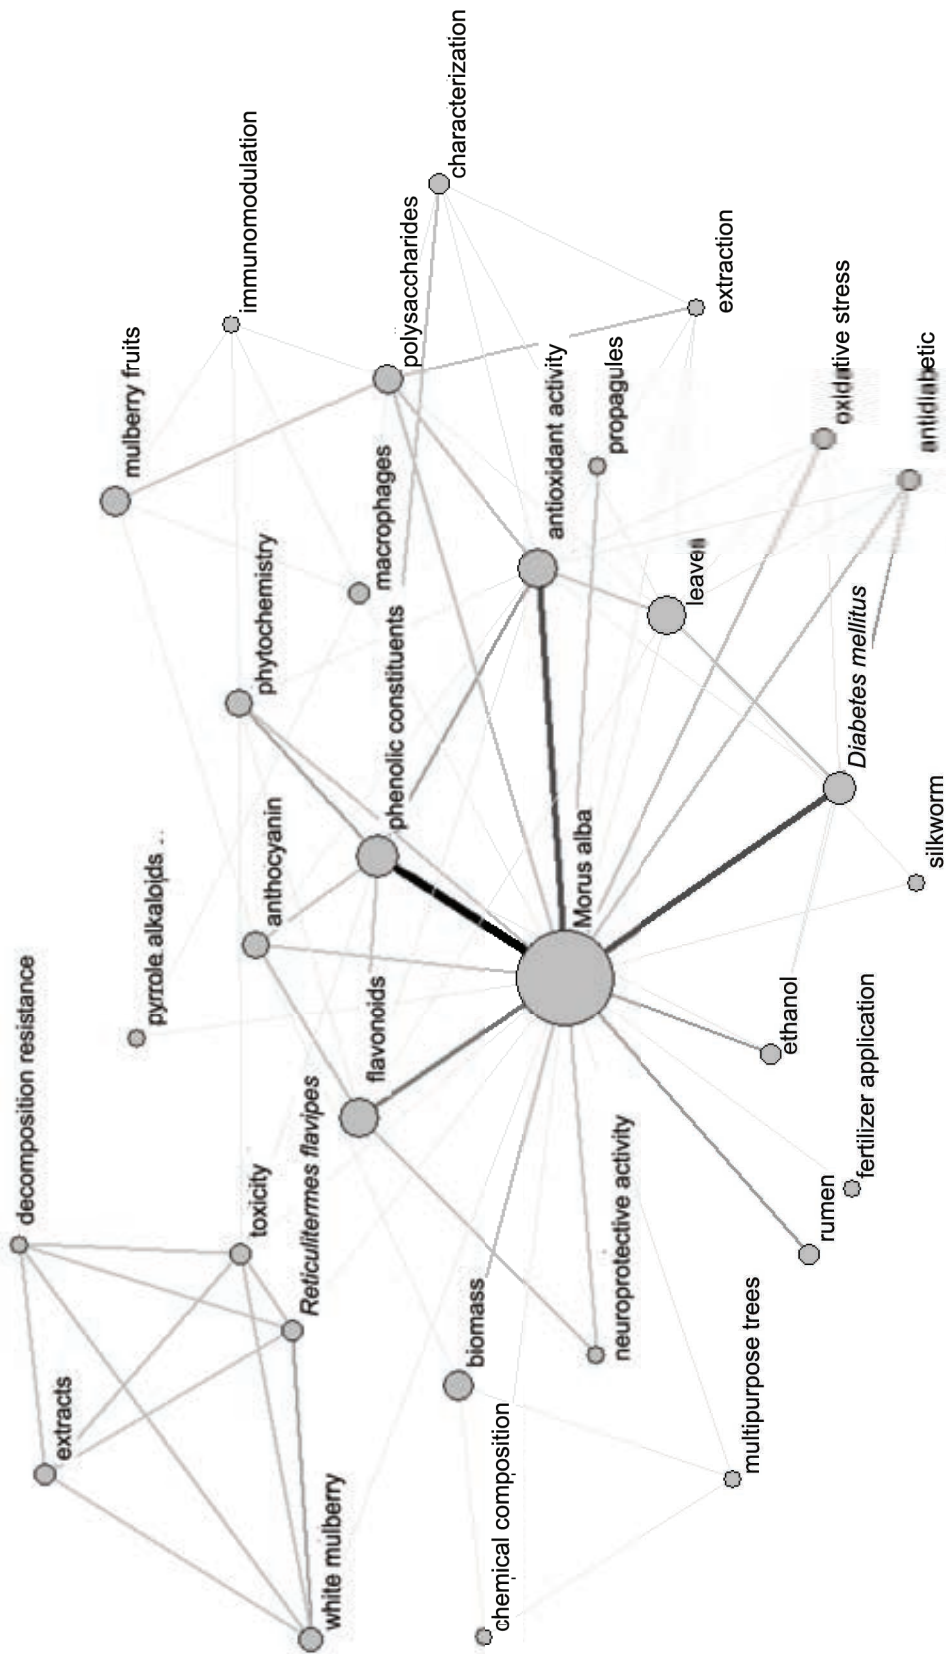 decomposition resistance
extracts
toxicity
Reticulitermes flavipes
white mulberry
pyrrole alkaloids ..
anthocyanin
phytochemistry
mulberry fruits
immunomodulation
flavonoids
phenolic constituents
macrophages
polysaccharides
characterization
biomass
chemical composition
neuroprotective activity
Morus alba
antioxidant activity
propagules
extraction
leaves
multipurpose trees
rumen
fertilizer application
ethanol
silkworm
Diabetes mellitus
oxidative stress
antidiabetic